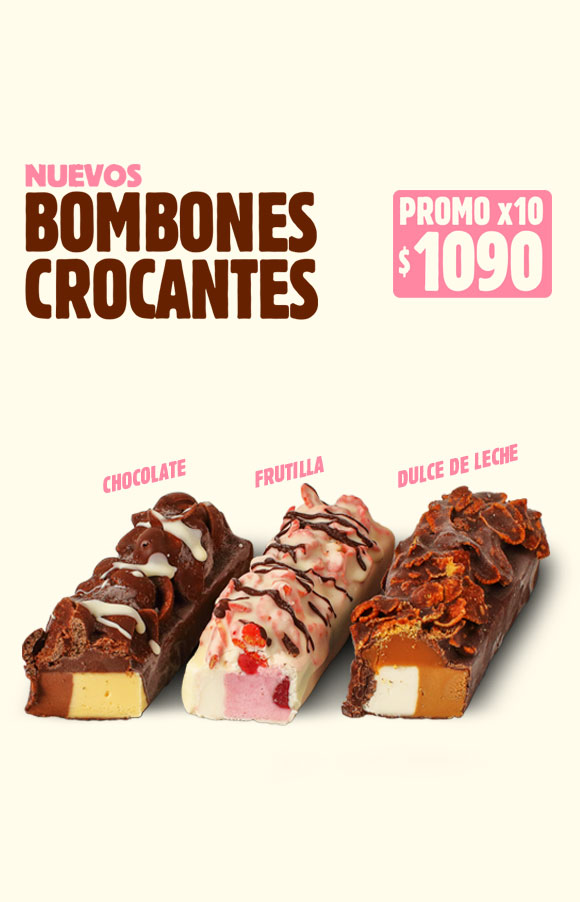 NUEVOS
BOMBONES
CROCANTES
PROMO x10
$1090
CHOCOLATE
FRUTILLA
DULCE DE LECHE